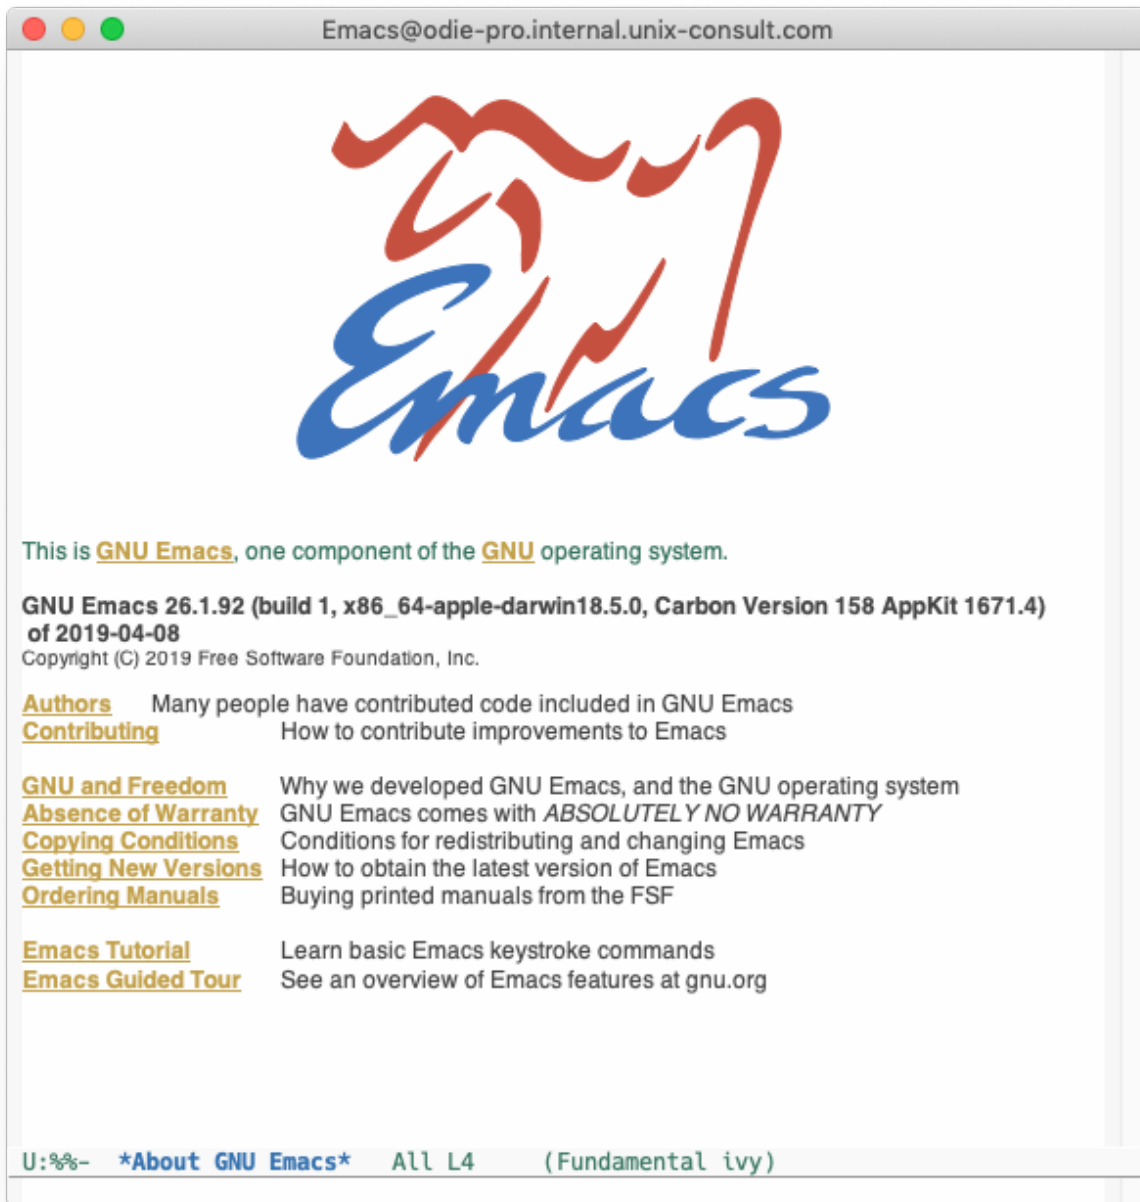 Emacs@odie-pro.internal.unix-consult.com
Emacs
This is GNU Emacs, one component of the GNU operating system.
GNU Emacs 26.1.92 (build 1, x86_64-apple-darwin18.5.0, Carbon Version 158 AppKit 1671.4)
of 2019-04-08
Copyright (C) 2019 Free Software Foundation, Inc.
Authors Many people have contributed code included in GNU Emacs
Contributing How to contribute improvements to Emacs
GNU and Freedom Why we developed GNU Emacs, and the GNU operating system
Absence of Warranty GNU Emacs comes with ABSOLUTELY NO WARRANTY
Copying Conditions Conditions for redistributing and changing Emacs
Getting New Versions How to obtain the latest version of Emacs
Ordering Manuals Buying printed manuals from the FSF
Emacs Tutorial Learn basic Emacs keystroke commands
Emacs Guided Tour See an overview of Emacs features at gnu.org
U:%%- *About GNU Emacs* All L4 (Fundamental ivy)